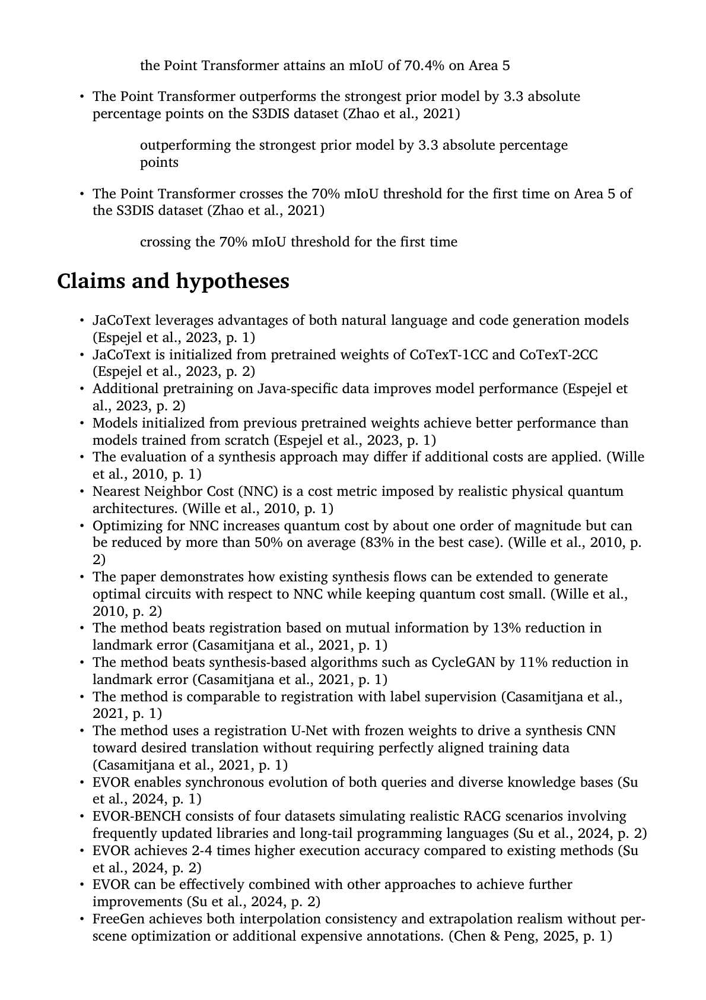 the Point Transformer attains an mIoU of 70.4% on Area 5
• The Point Transformer outperforms the strongest prior model by 3.3 absolute
percentage points on the S3DIS dataset (Zhao et al., 2021)
outperforming the strongest prior model by 3.3 absolute percentage
points
• The Point Transformer crosses the 70% mIoU threshold for the first time on Area 5 of
the S3DIS dataset (Zhao et al., 2021)
crossing the 70% mIoU threshold for the first time
Claims and hypotheses
• JaCoText leverages advantages of both natural language and code generation models
(Espejel et al., 2023, p. 1)
• JaCoText is initialized from pretrained weights of CoTexT-1CC and CoTexT-2CC
(Espejel et al., 2023, p. 2)
• Additional pretraining on Java-specific data improves model performance (Espejel et
al., 2023, p. 2)
• Models initialized from previous pretrained weights achieve better performance than
models trained from scratch (Espejel et al., 2023, p. 1)
• The evaluation of a synthesis approach may differ if additional costs are applied. (Wille
et al., 2010, p. 1)
• Nearest Neighbor Cost (NNC) is a cost metric imposed by realistic physical quantum
architectures. (Wille et al., 2010, p. 1)
• Optimizing for NNC increases quantum cost by about one order of magnitude but can
be reduced by more than 50% on average (83% in the best case). (Wille et al., 2010, p.
2)
• The paper demonstrates how existing synthesis flows can be extended to generate
optimal circuits with respect to NNC while keeping quantum cost small. (Wille et al.,
2010, p. 2)
• The method beats registration based on mutual information by 13% reduction in
landmark error (Casamitjana et al., 2021, p. 1)
• The method beats synthesis-based algorithms such as CycleGAN by 11% reduction in
landmark error (Casamitjana et al., 2021, p. 1)
• The method is comparable to registration with label supervision (Casamitjana et al.,
2021, p. 1)
• The method uses a registration U-Net with frozen weights to drive a synthesis CNN
toward desired translation without requiring perfectly aligned training data
(Casamitjana et al., 2021, p. 1)
• EVOR enables synchronous evolution of both queries and diverse knowledge bases (Su
et al., 2024, p. 1)
• EVOR-BENCH consists of four datasets simulating realistic RACG scenarios involving
frequently updated libraries and long-tail programming languages (Su et al., 2024, p. 2)
• EVOR achieves 2-4 times higher execution accuracy compared to existing methods (Su
et al., 2024, p. 2)
• EVOR can be effectively combined with other approaches to achieve further
improvements (Su et al., 2024, p. 2)
• FreeGen achieves both interpolation consistency and extrapolation realism without per-
scene optimization or additional expensive annotations. (Chen & Peng, 2025, p. 1)